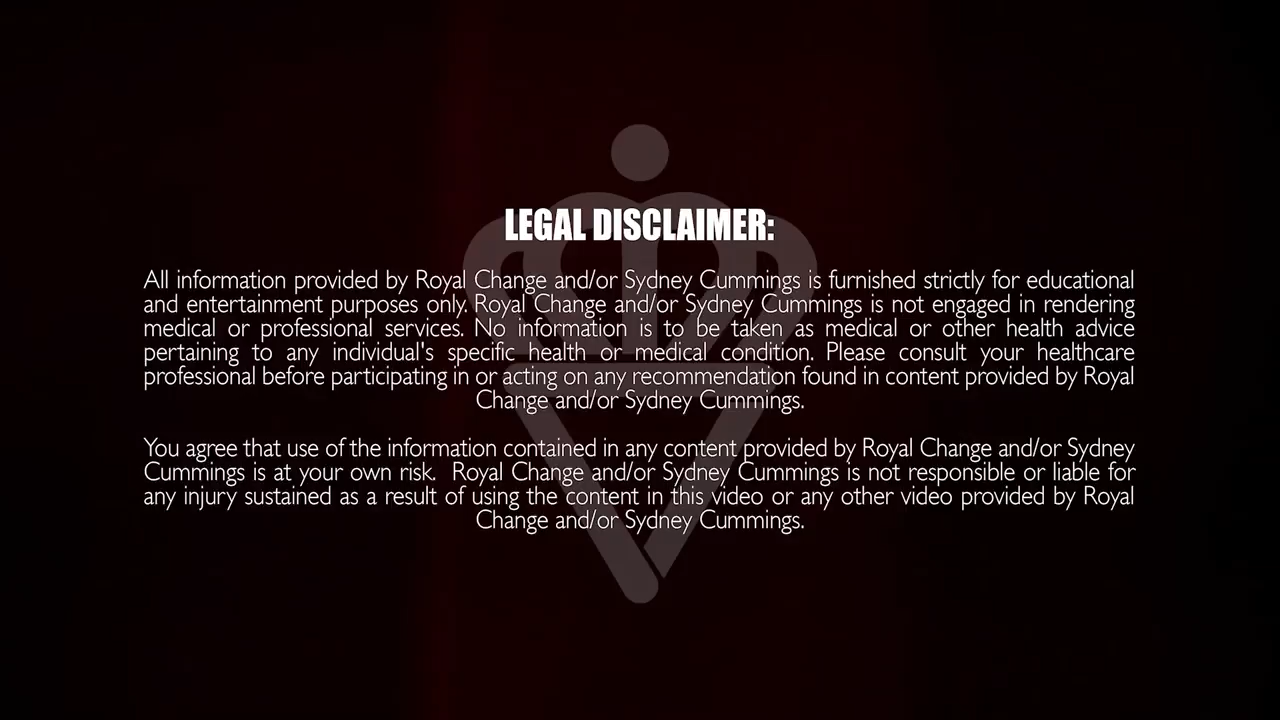 LEGAL DISCLAIMER:
All information provided by Royal Change and/or Sydney Cummings is furnished strictly for educational
and entertainment purposes only. Royal Change and/or Sydney Cummings is not engaged in rendering
medical or professional services. No information is to be taken as medical or other health advice
pertaining to any individual's specific health or medical condition. Please consult your healthcare
professional before participating in or acting on any recommendation found in content provided by Royal
Change and/or Sydney Cummings.
You agree that use of the information contained in any content provided by Royal Change and/or Sydney
Cummings is at your own risk.  Royal Change and/or Sydney Cummings is not responsible or liable for
any injury sustained as a result of using the content in this video or any other video provided by Royal
Change and/or Sydney Cummings.